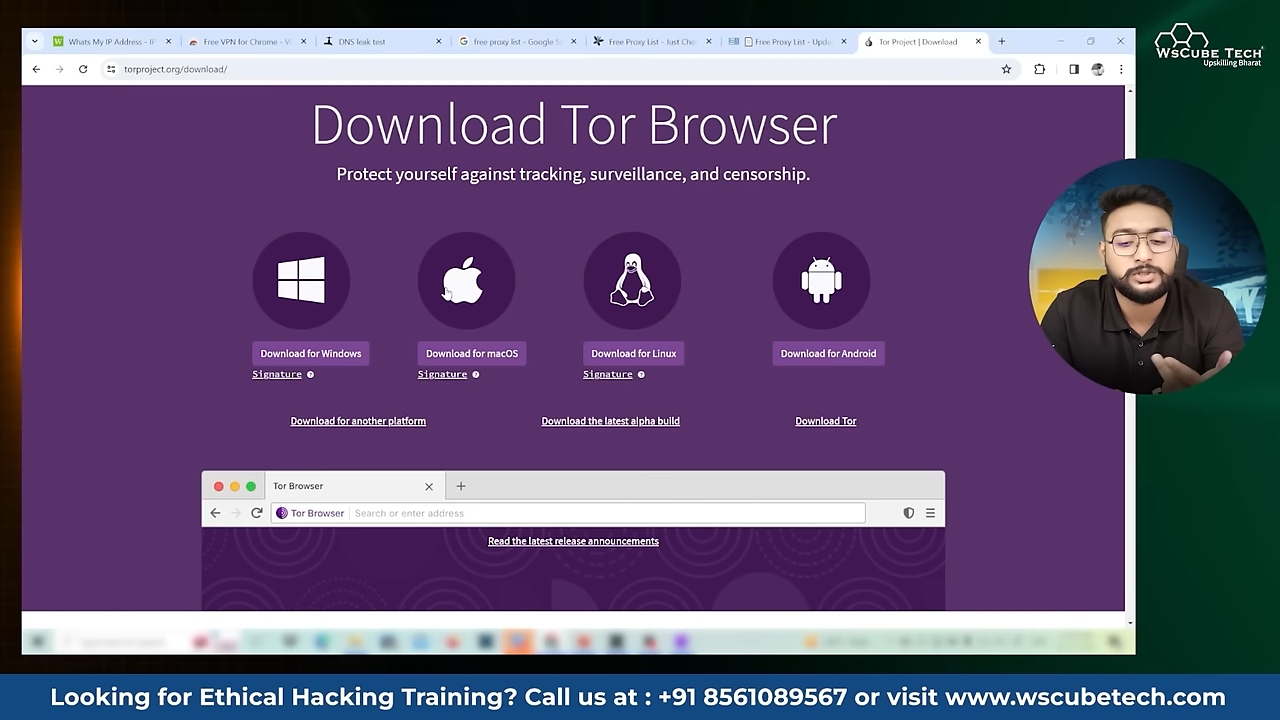 Whats My IP Address - IP
Free VPN for Chrome - V
DNS leak test
free proxy list - Google S
Free Proxy List - Just Che
Free Proxy List - Upda
Tor Project | Download
torproject.org/download/
WsCube Tech
Upskilling Bharat
Download Tor Browser
Protect yourself against tracking, surveillance, and censorship.
Download for Windows
Download for macOS
Download for Linux
Download for Android
Signature
Signature
Signature
Download for another platform
Download the latest alpha build
Download Tor
Tor Browser
Tor Browser
Search or enter address
Read the latest release announcements
Looking for Ethical Hacking Training? Call us at : +91 8561089567 or visit www.wscubetech.com